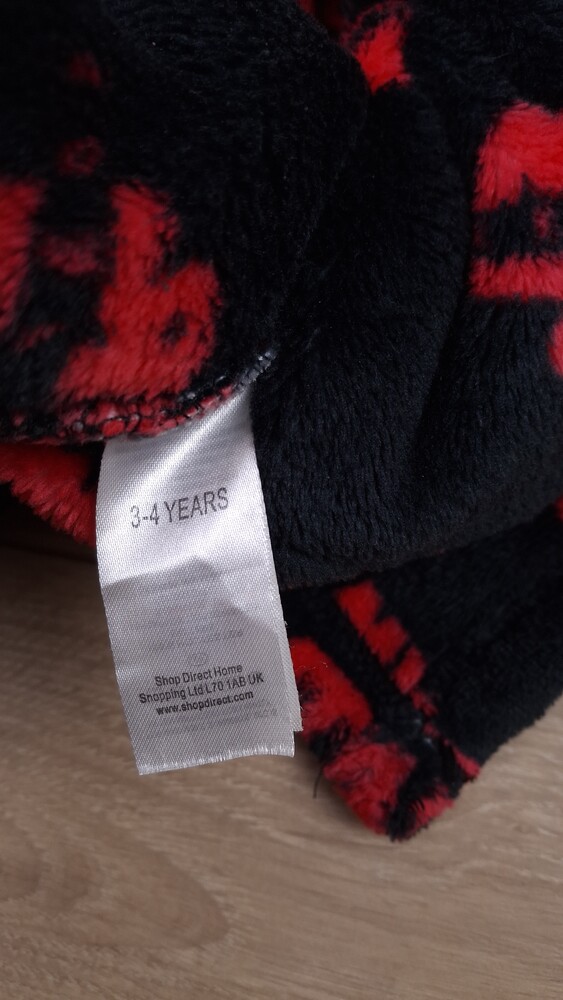 3-4 YEARS
Shop Direct Home
Shopping Ltd L70 1AB UK
www.shopdirect.com